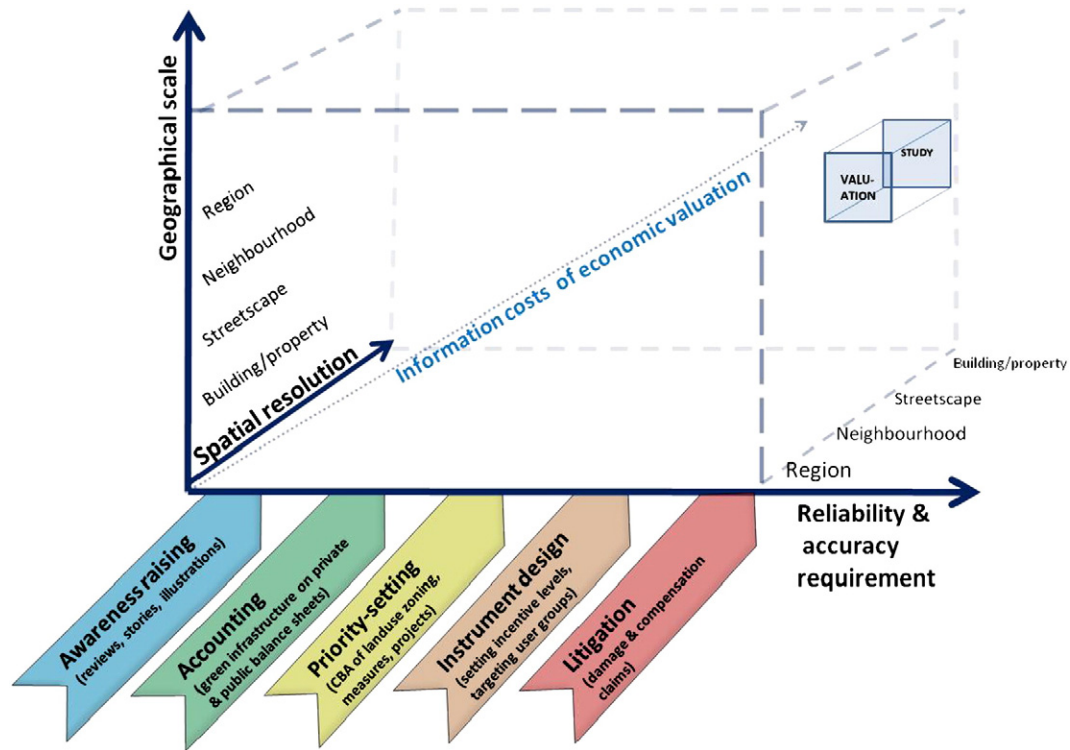 Geographical scale
Region
Neighbourhood
Streetscape
Building/property
Spatial resolution
Information costs of economic valuation
VALU-
ATION
STUDY
Building/property
Streetscape
Neighbourhood
Region
Reliability &
accuracy
requirement
Awareness raising
(reviews, stories, illustrations)
Accounting
(green infrastructure on private
& public balance sheets)
Priority-setting
(CBA of landuse zoning,
measures, projects)
Instrument design
(setting incentive levels,
targeting user groups)
Litigation
(damage & compensation
claims)